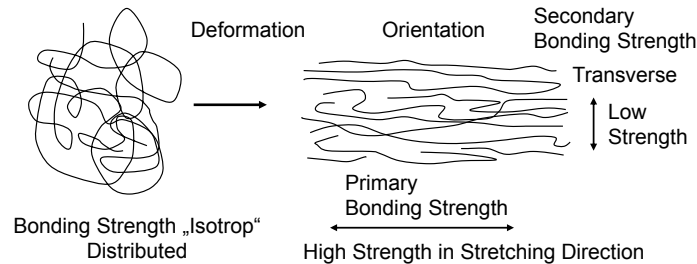 Deformation
Orientation
Secondary
Bonding Strength
Transverse
Low
Strength
Primary
Bonding Strength
Bonding Strength „Isotrop“
Distributed
High Strength in Stretching Direction